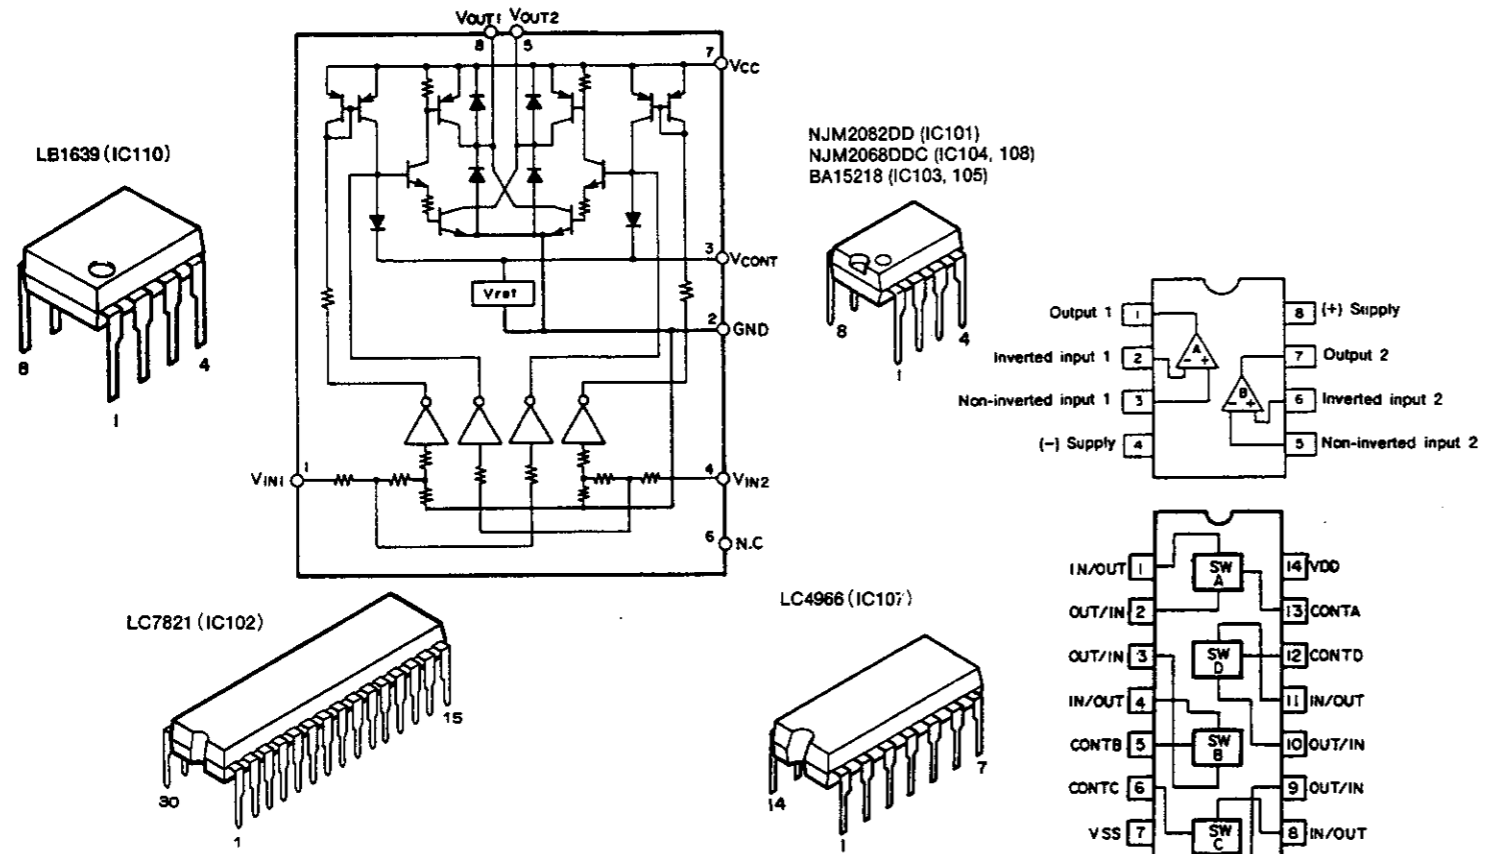 VOUT1 VOUT2
8 5
7 VCC
LB1639 (IC110)
8
1
4
3 VCONT
Vref
2 GND
VIN1 1
4 VIN2
6 N.C
NJM2082DD (IC101)
NJM2068DDC (IC104, 108)
BA15218 (IC103, 105)
8
1
4
Output 1 1
8 (+) Supply
A
- +
Inverted input 1 2
7 Output 2
B
- +
Non-inverted input 1 3
6 Inverted input 2
(-) Supply 4
5 Non-inverted input 2
LC7821 (IC102)
30
1
15
LC4966 (IC107)
14
1
7
IN/OUT 1
SW A
14 VDD
OUT/IN 2
13 CONTA
OUT/IN 3
SW D
12 CONTD
IN/OUT 4
11 IN/OUT
CONTB 5
SW B
10 OUT/IN
CONTC 6
9 OUT/IN
VSS 7
SW C
8 IN/OUT